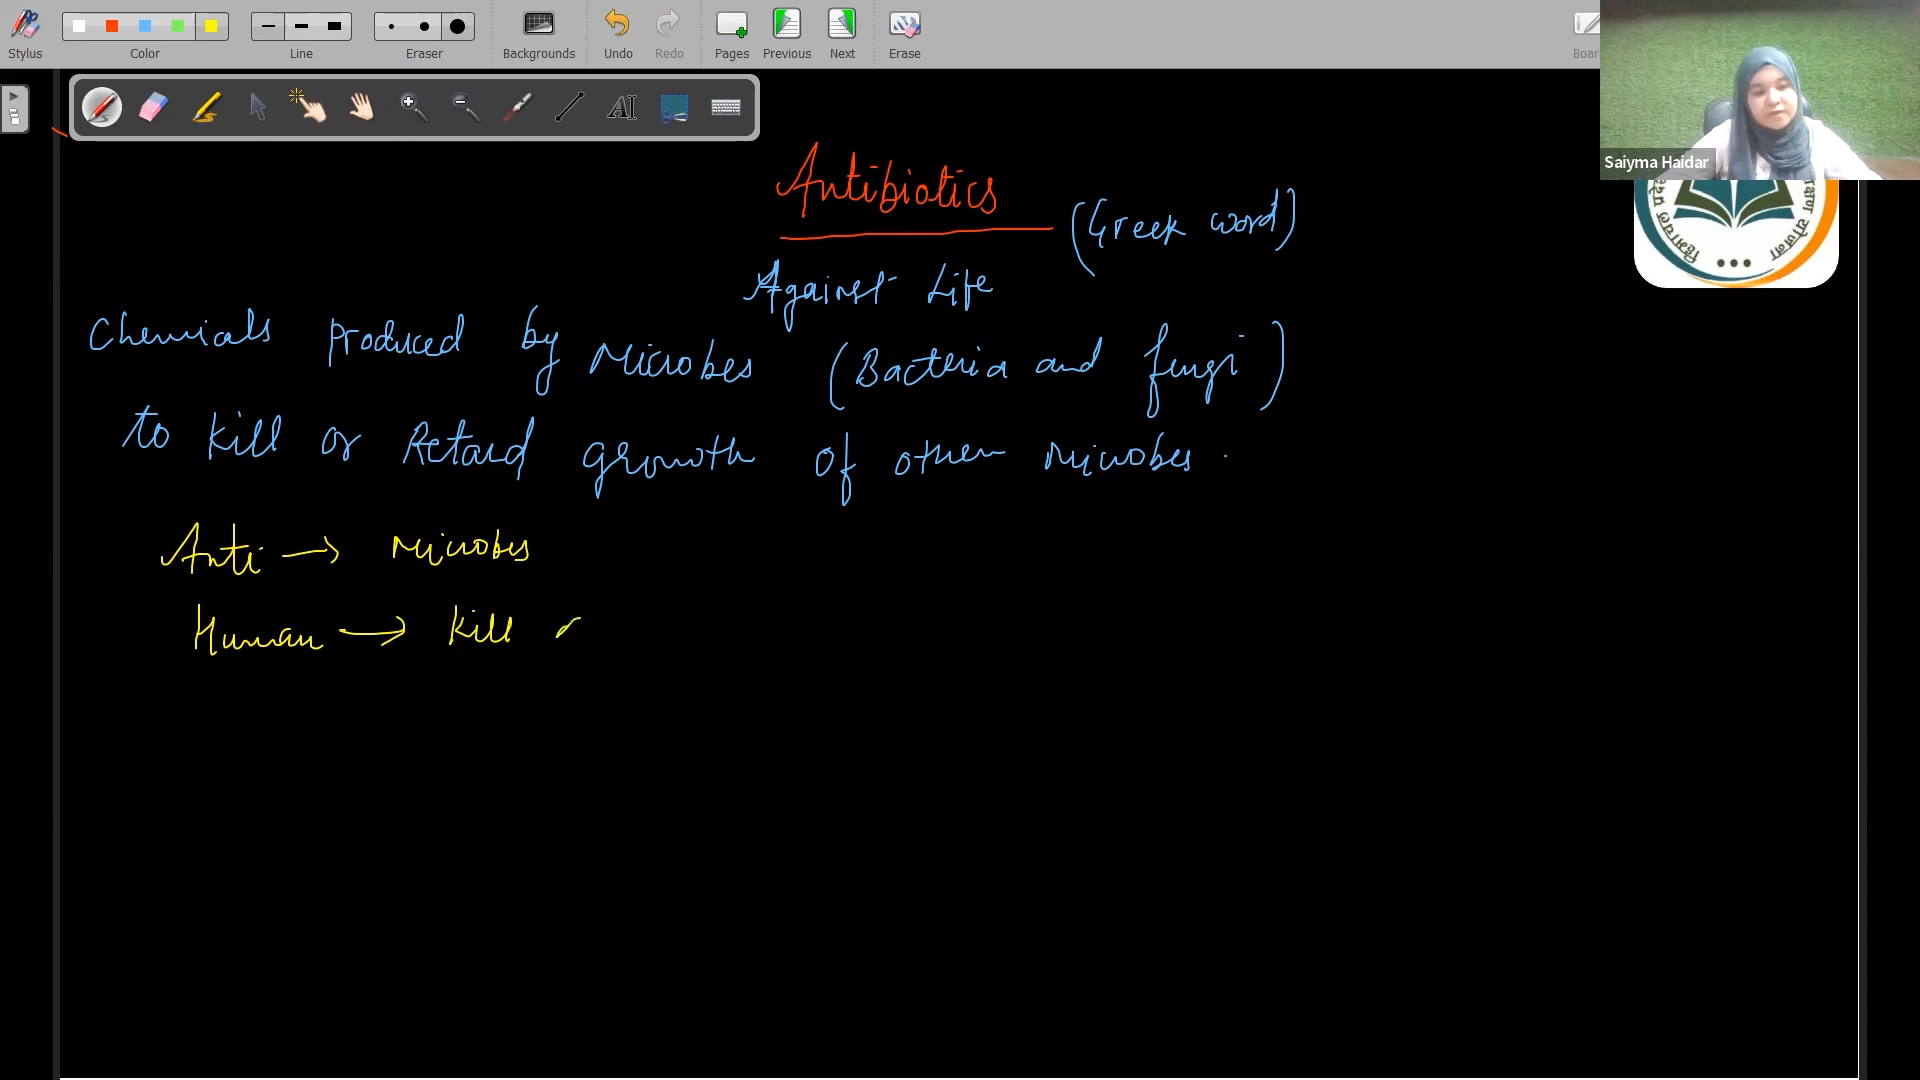 Stylus Color Line Eraser Backgrounds Undo Redo Pages Previous Next Erase Boar
Saiyma Haidar
Antibiotics
(Greek word)
Against Life
Chemicals produced by Microbes (Bacteria and fungi)
to kill or Retard growth of other Microbes.
Anti → Microbes
Human → Kill